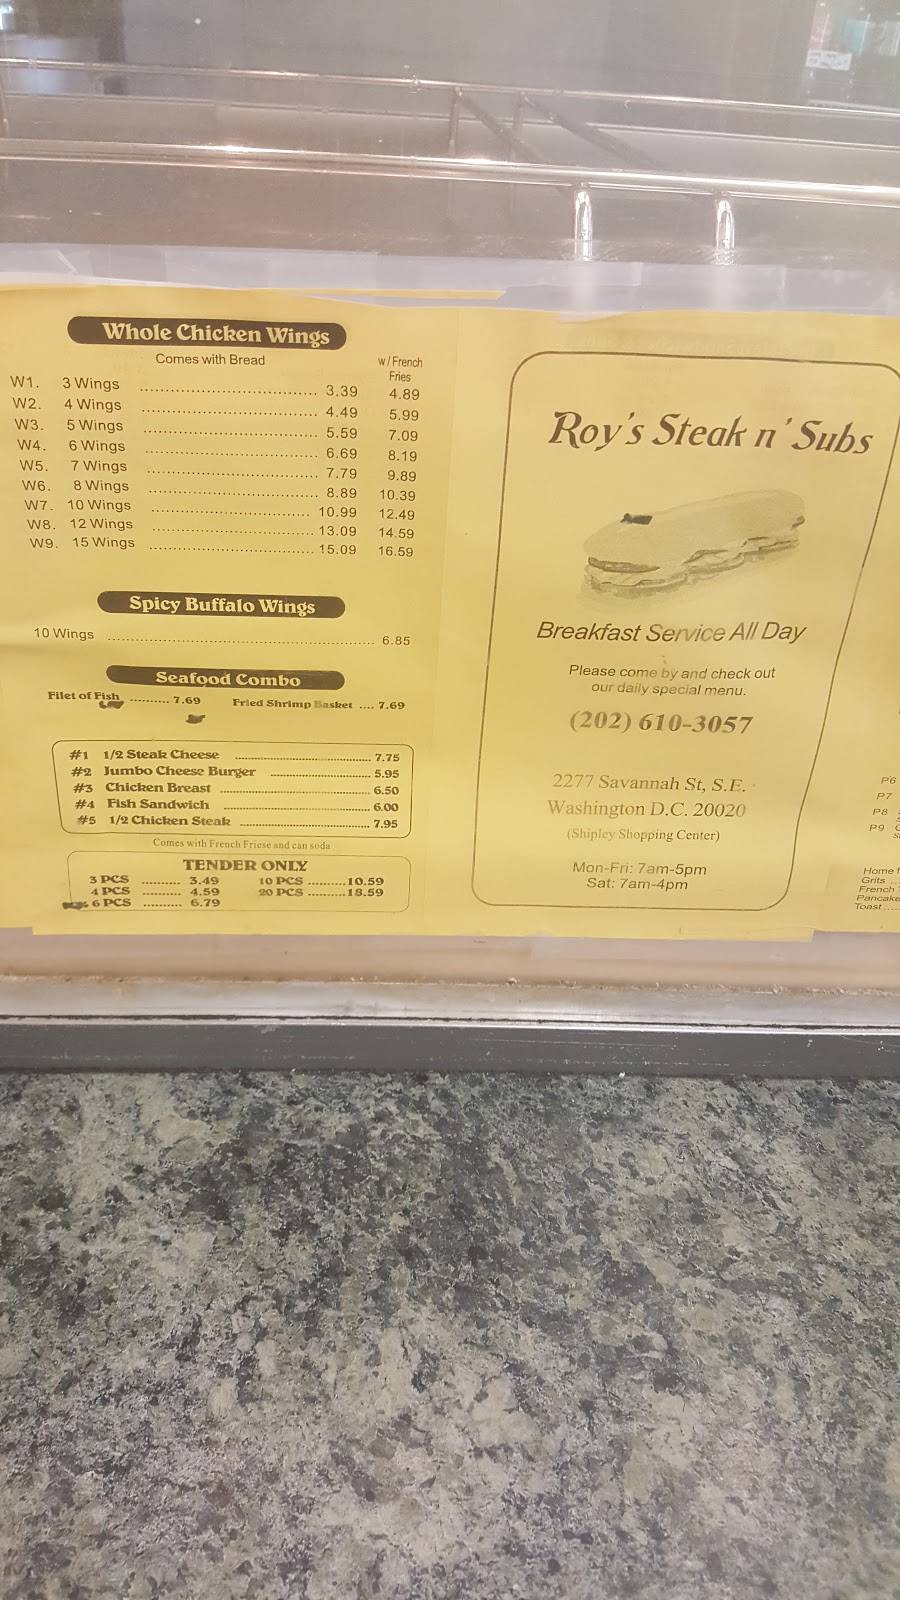 Whole Chicken Wings
Comes with Bread w/French Fries
W1. 3 Wings 3.39 4.89
W2. 4 Wings 4.49 5.99
W3. 5 Wings 5.59 7.09
W4. 6 Wings 6.69 8.19
W5. 7 Wings 7.79 9.89
W6. 8 Wings 8.89 10.39
W7. 10 Wings 10.99 12.49
W8. 12 Wings 13.09 14.59
W9. 15 Wings 15.09 16.59
Spicy Buffalo Wings
10 Wings 6.85
Seafood Combo
Filet of Fish 7.69 Fried Shrimp Basket 7.69
#1 1/2 Steak Cheese 7.75
#2 Jumbo Cheese Burger 5.95
#3 Chicken Breast 6.50
#4 Fish Sandwich 6.00
#5 1/2 Chicken Steak 7.95
Comes with French Friese and can soda
TENDER ONLY
3 PCS 3.49 10 PCS 10.59
4 PCS 4.59 20 PCS 18.59
6 PCS 6.79
Roy's Steak n' Subs
Breakfast Service All Day
Please come by and check out
our daily special menu.
(202) 610-3057
2277 Savannah St, S.E.
Washington D.C. 20020
(Shipley Shopping Center)
Mon-Fri: 7am-5pm
Sat: 7am-4pm
P6
P7
P8
P9
Home
Grits
French
Pancake
Toast